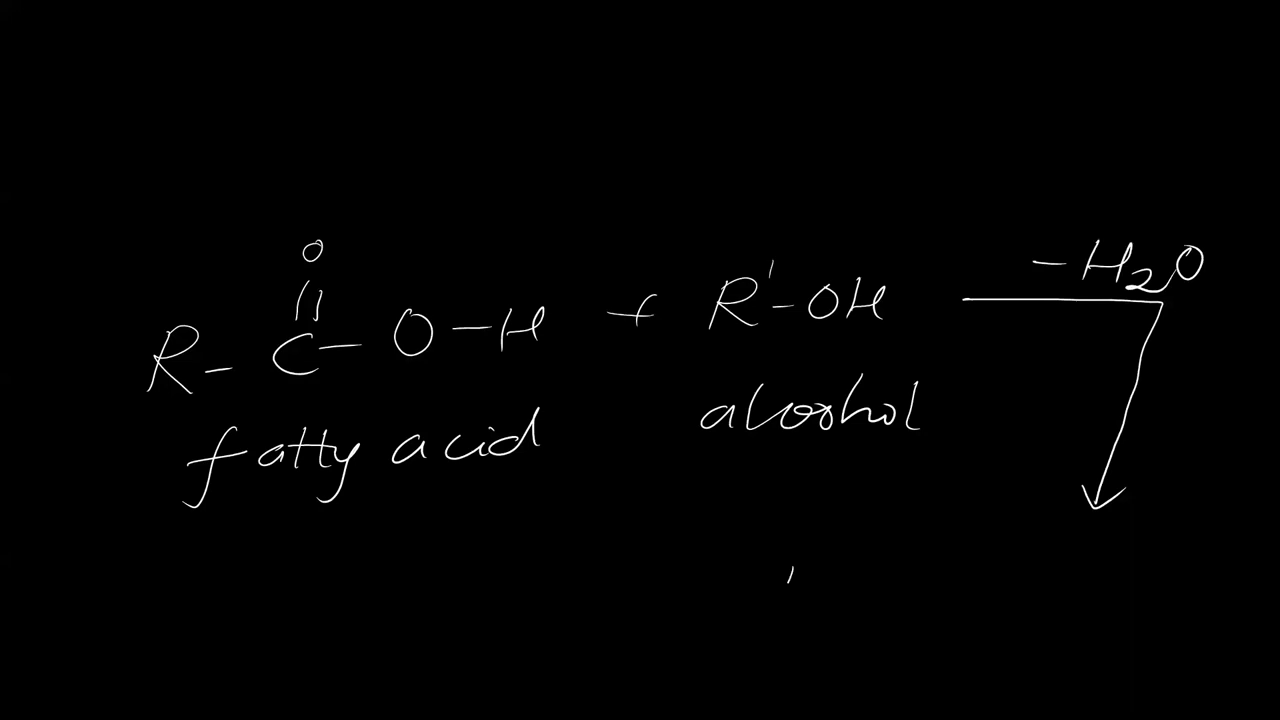 O
||
R-C-O-H + R'-OH -H₂O
fatty acid alcohol